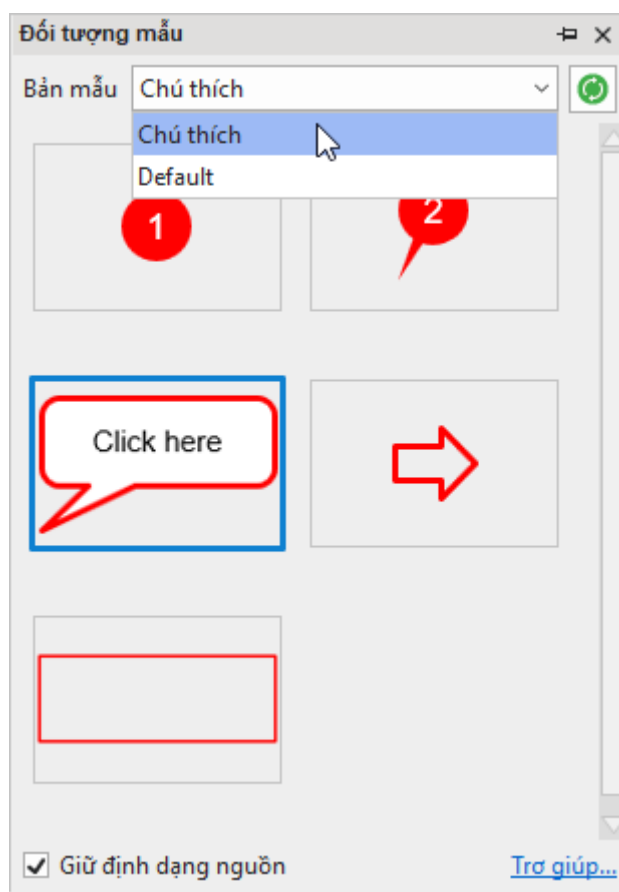 Đối tượng mẫu
Bản mẫu Chú thích
Chú thích
Default
1 2
Click here
Giữ định dạng nguồn Trơ giúp...